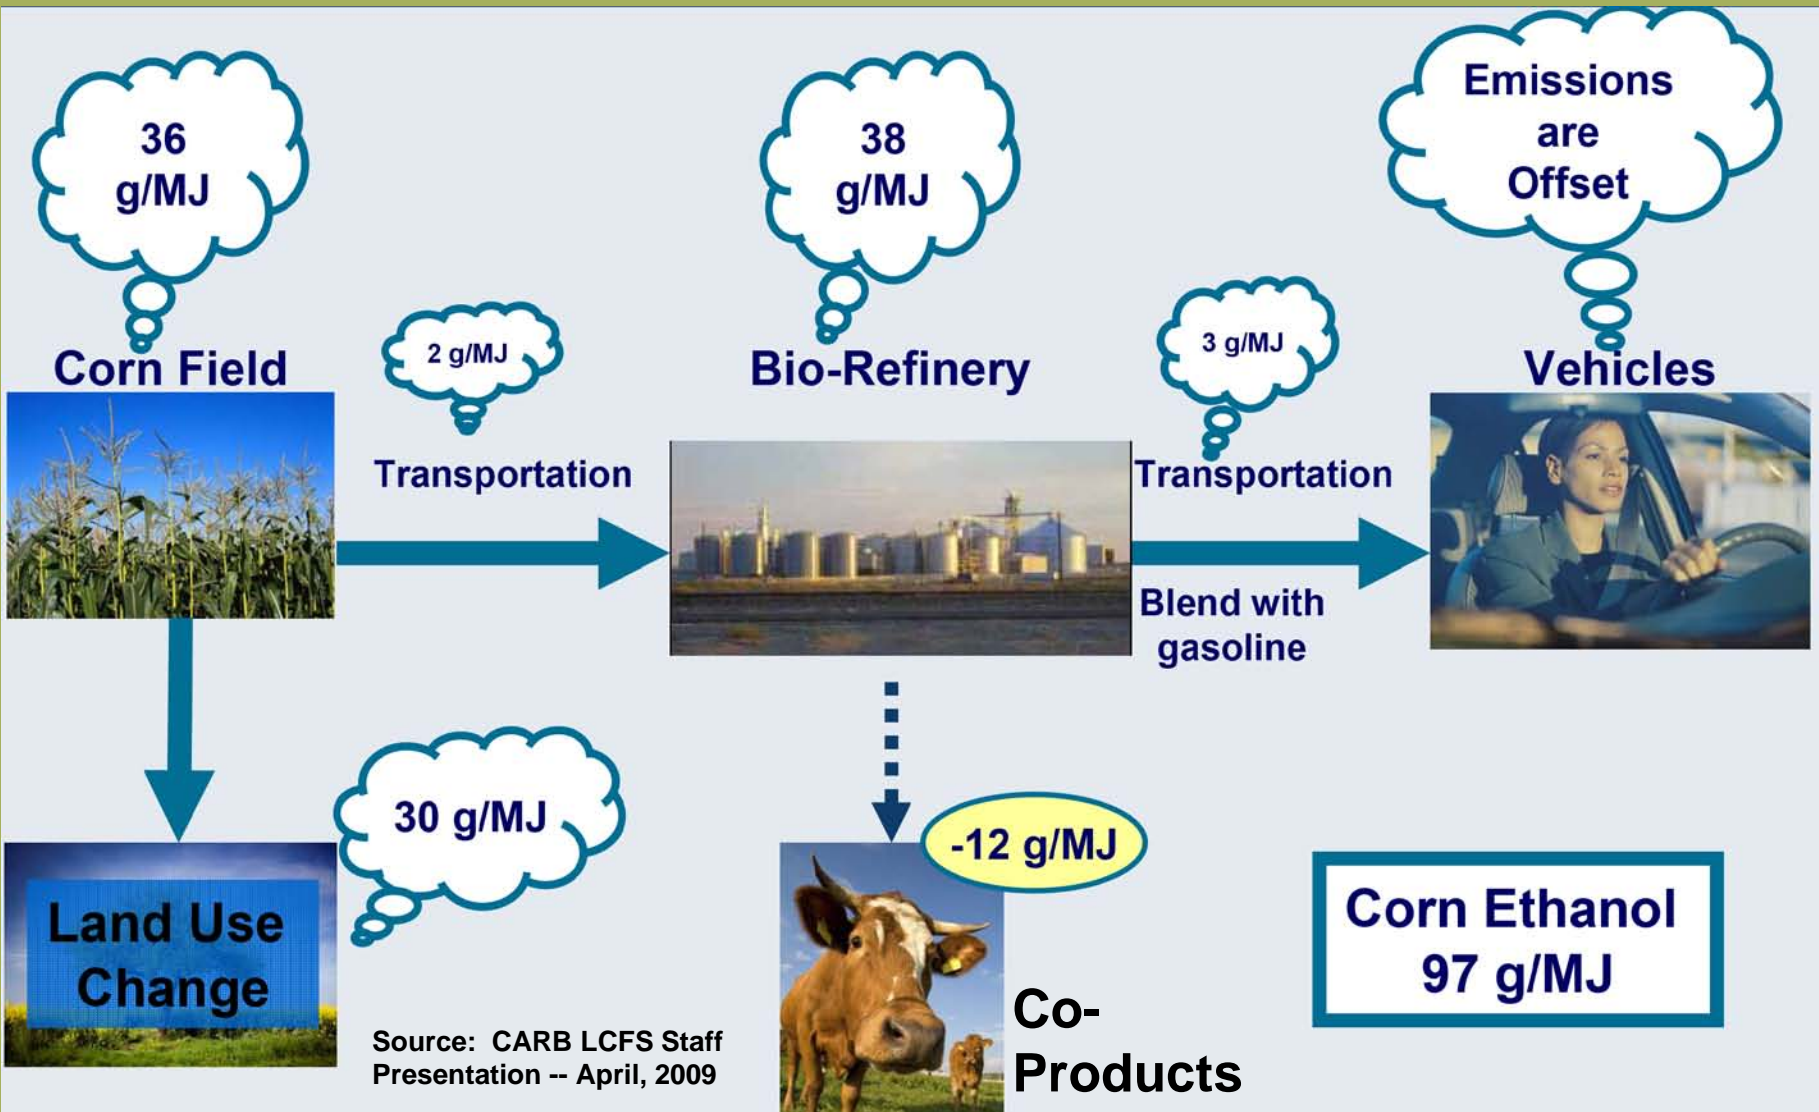 36
g/MJ
Corn Field
2 g/MJ
Transportation
38
g/MJ
Bio-Refinery
3 g/MJ
Transportation
Blend with
gasoline
Emissions
are
Offset
Vehicles
30 g/MJ
Land Use
Change
-12 g/MJ
Co-
Products
Corn Ethanol
97 g/MJ
Source: CARB LCFS Staff
Presentation -- April, 2009